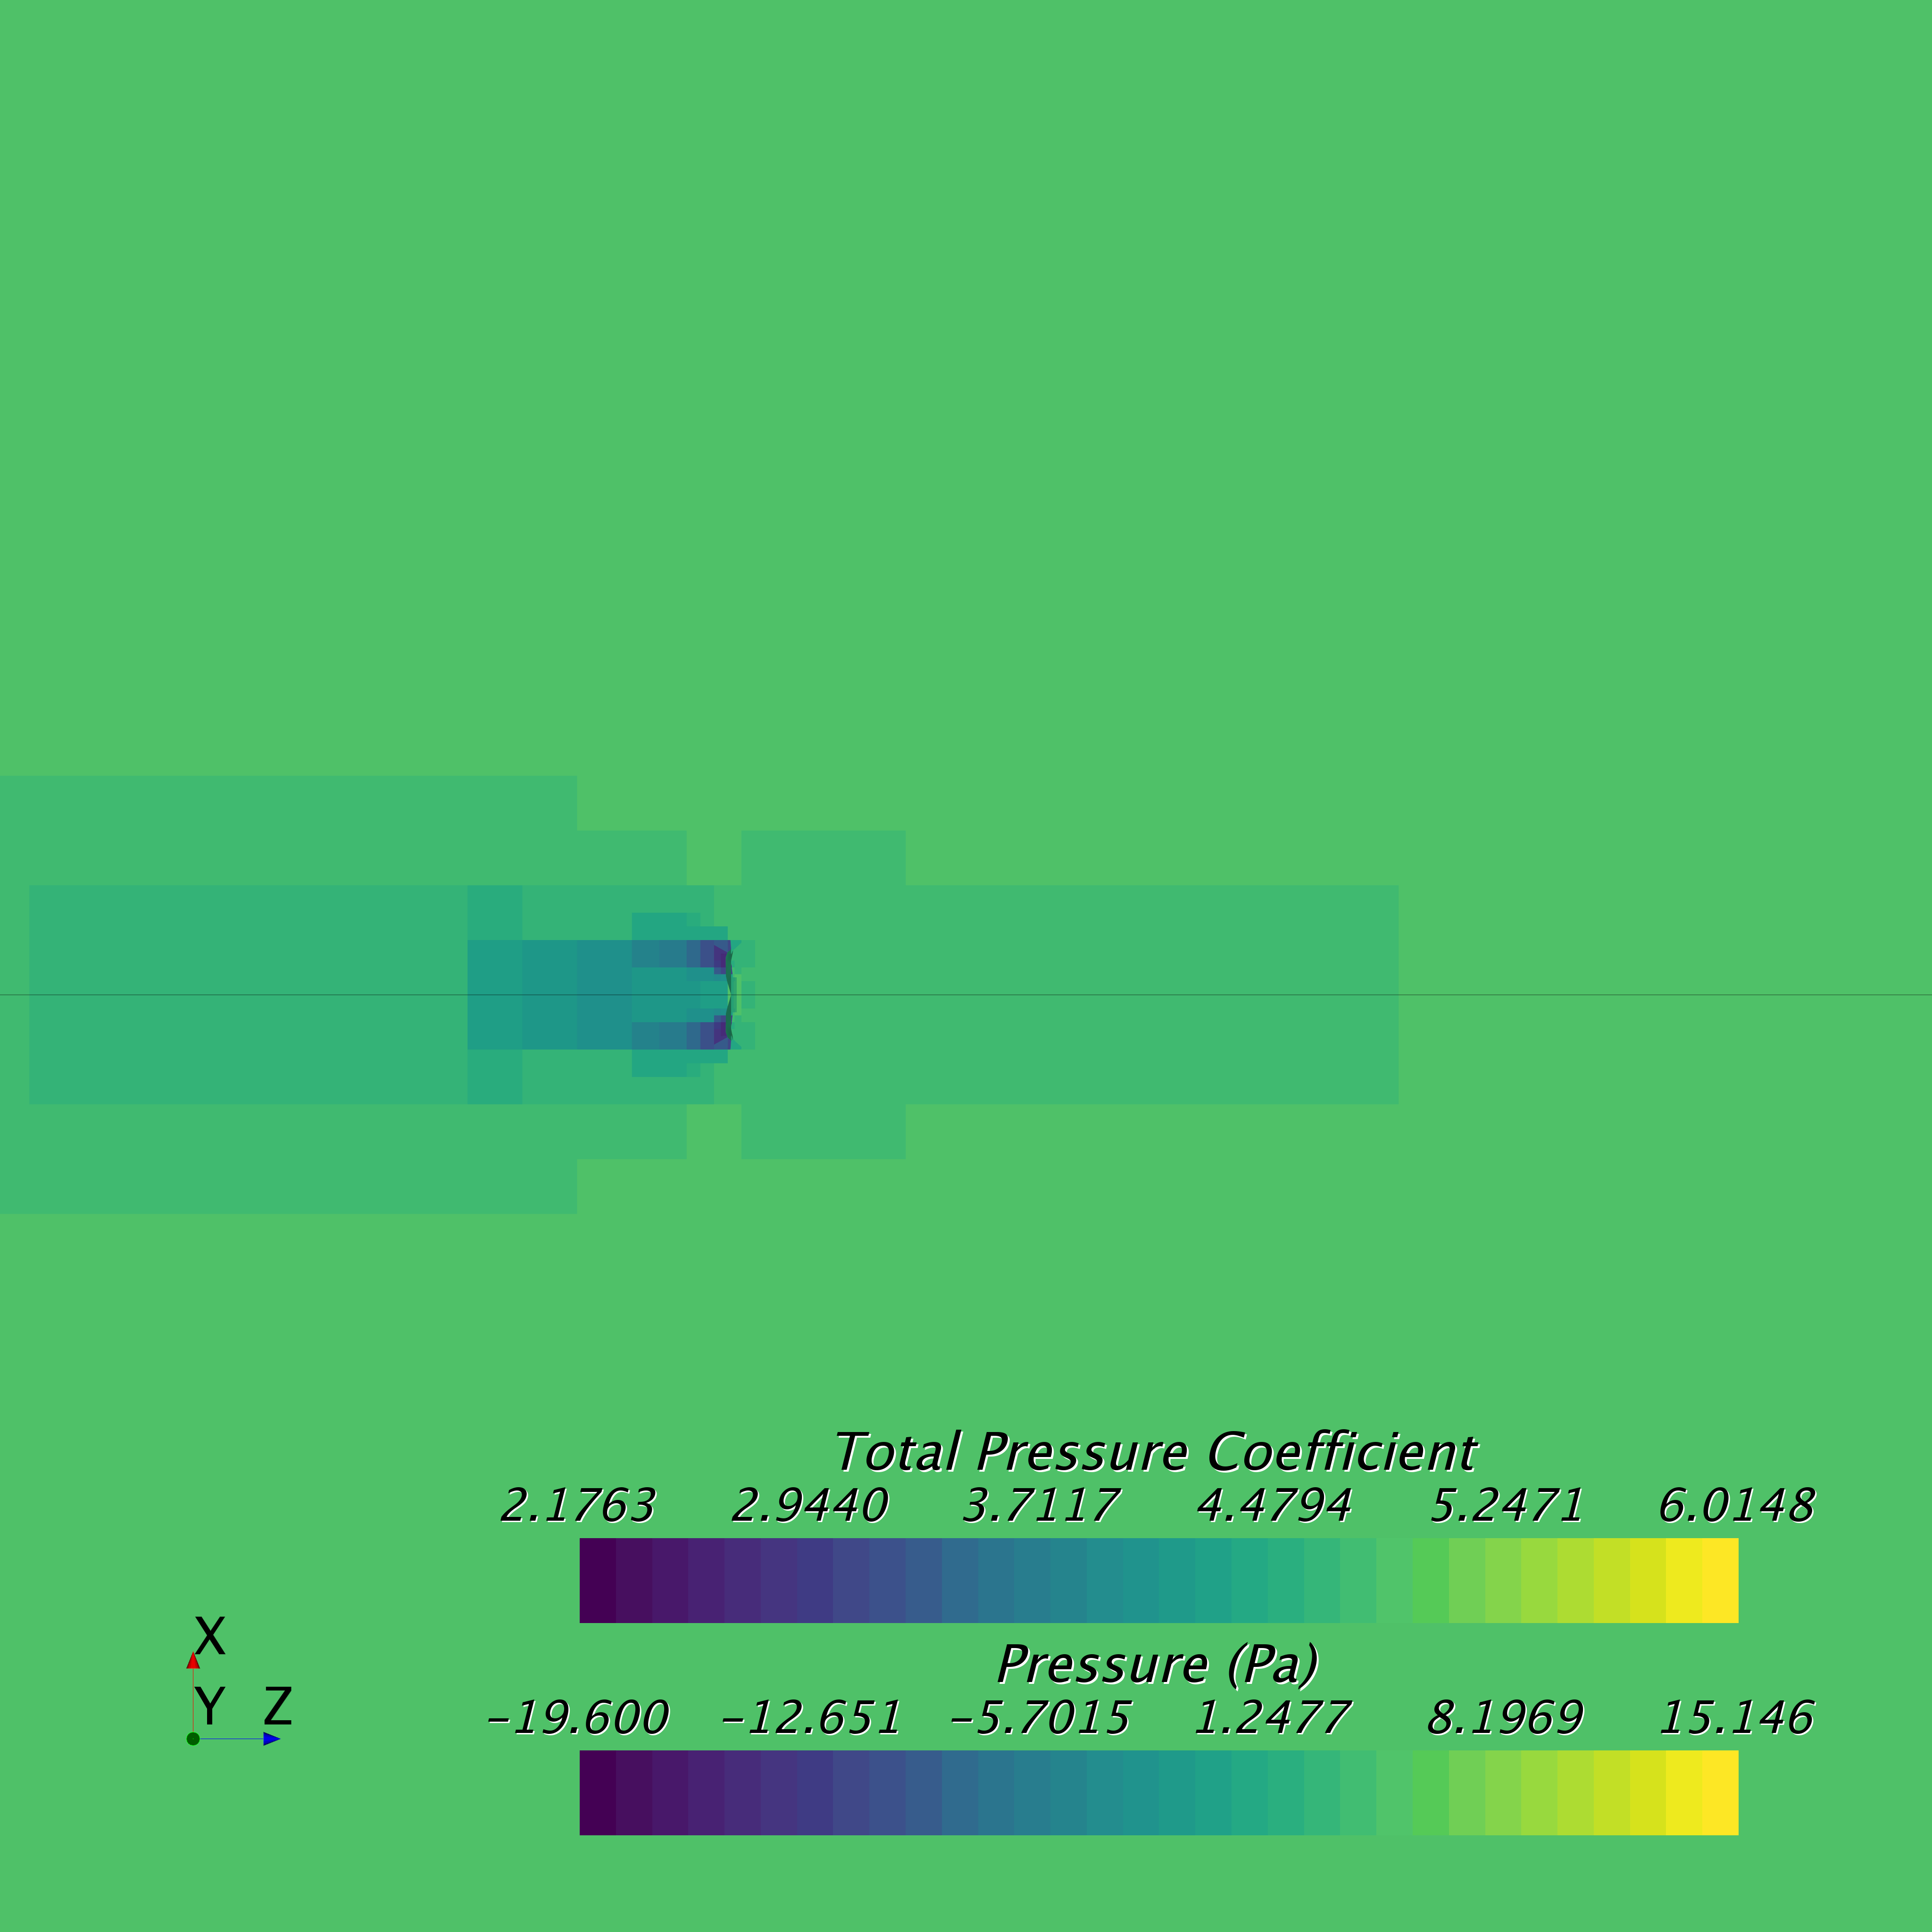 Total Pressure Coefficient
2.1763 2.9440 3.7117 4.4794 5.2471 6.0148
Pressure (Pa)
-19.600 -12.651 -5.7015 1.2477 8.1969 15.146
X
Y Z